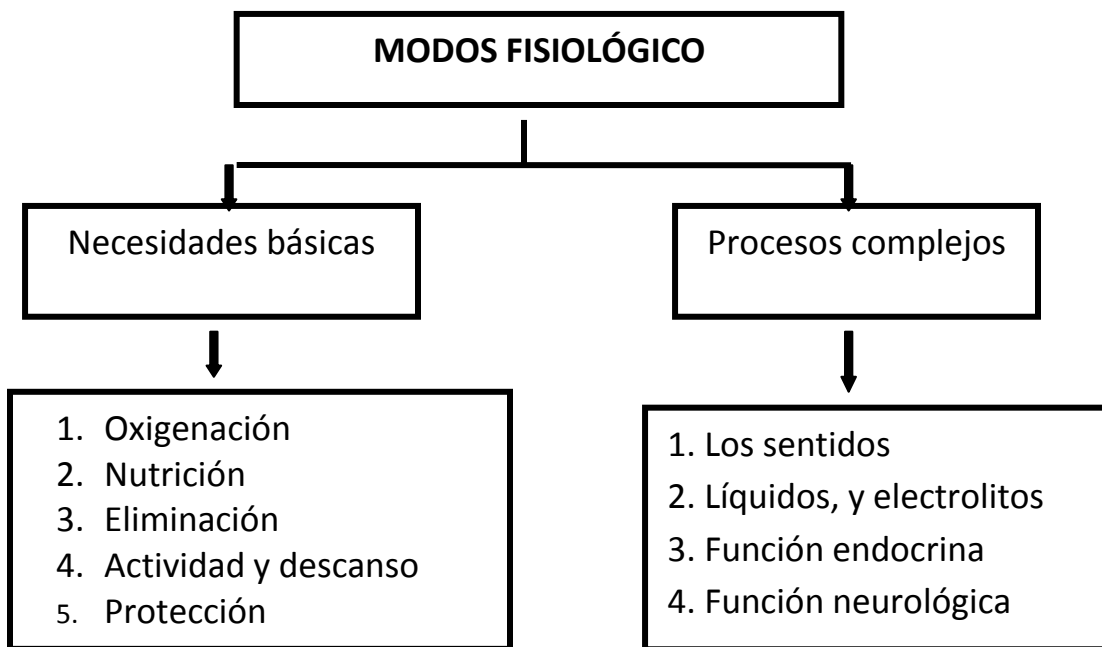 MODOS FISIOLÓGICO
Necesidades básicas
Procesos complejos
1. Oxigenación
2. Nutrición
3. Eliminación
4. Actividad y descanso
5. Protección
1. Los sentidos
2. Líquidos, y electrolitos
3. Función endocrina
4. Función neurológica